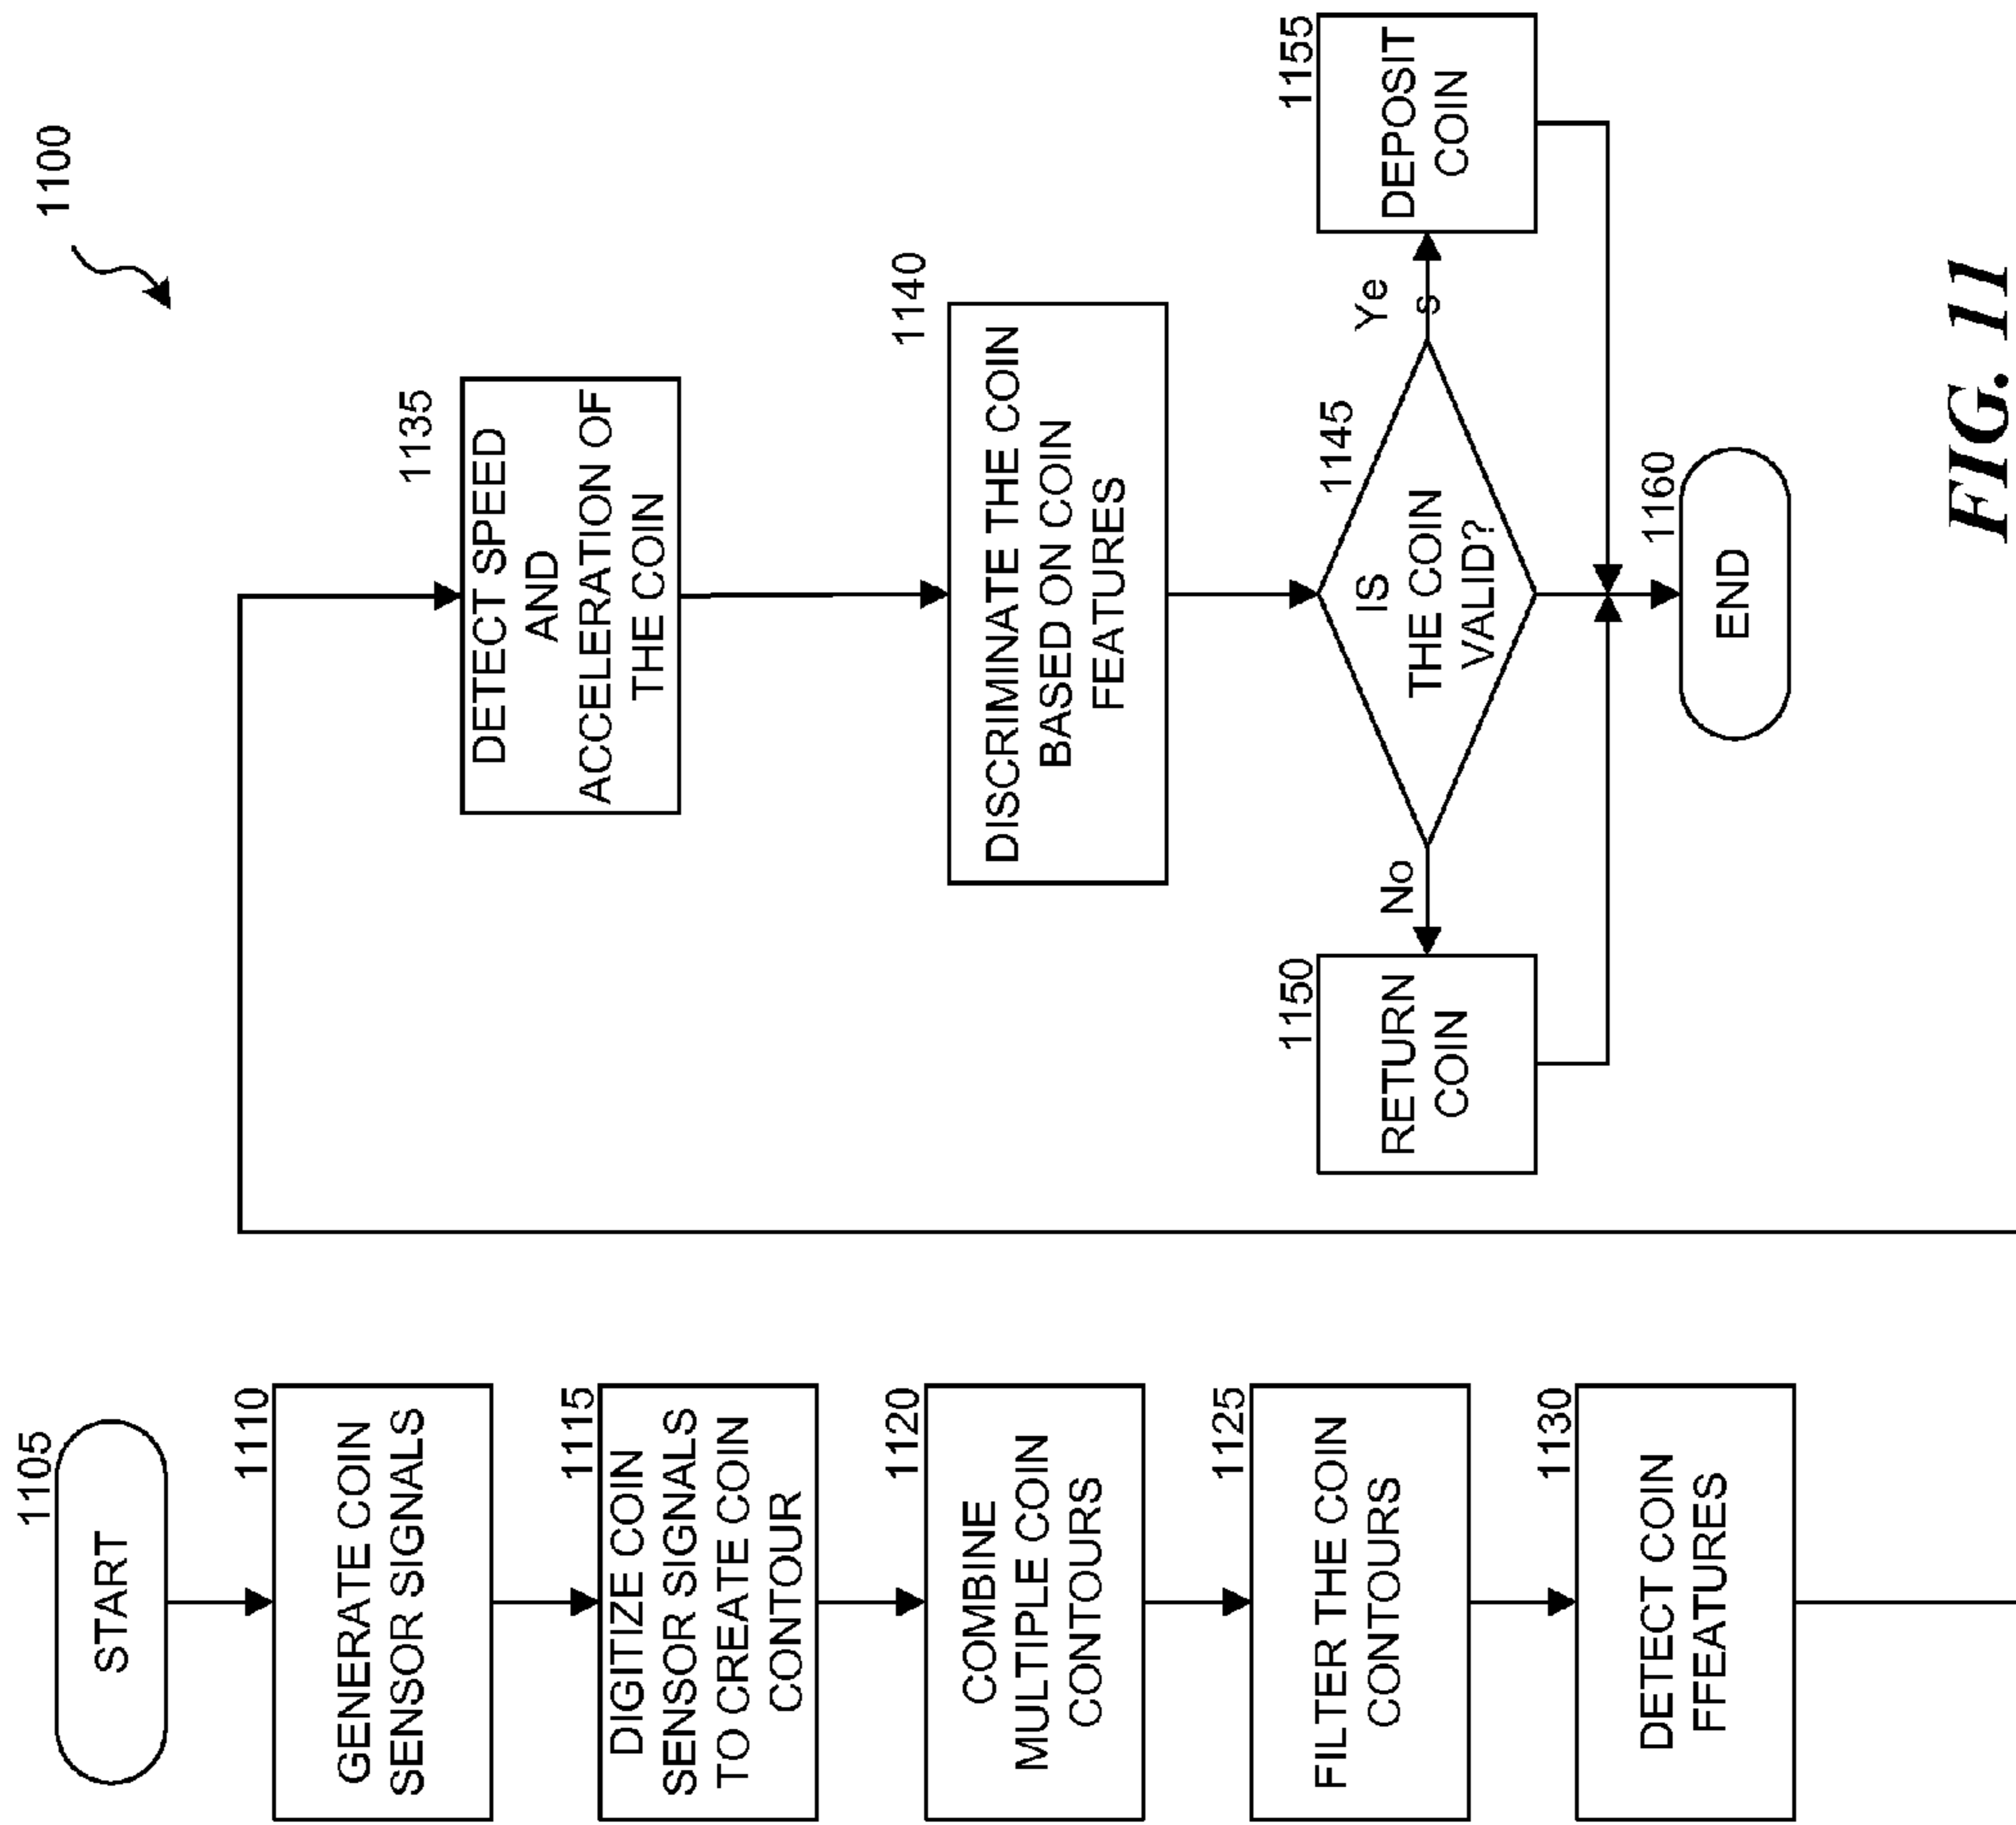 1100
1105
START
1110
GENERATE COIN
SENSOR SIGNALS
1115
DIGITIZE COIN
SENSOR SIGNALS
TO CREATE COIN
CONTOUR
1120
COMBINE
MULTIPLE COIN
CONTOURS
1125
FILTER THE COIN
CONTOURS
1130
DETECT COIN
FFEATURES
1135
DETECT SPEED
AND
ACCELERATION OF
THE COIN
1140
DISCRIMINATE THE COIN
BASED ON COIN
FEATURES
1145
IS
THE COIN
VALID?
No
Ye
s
1150
RETURN
COIN
1155
DEPOSIT
COIN
1160
END
FIG. 11